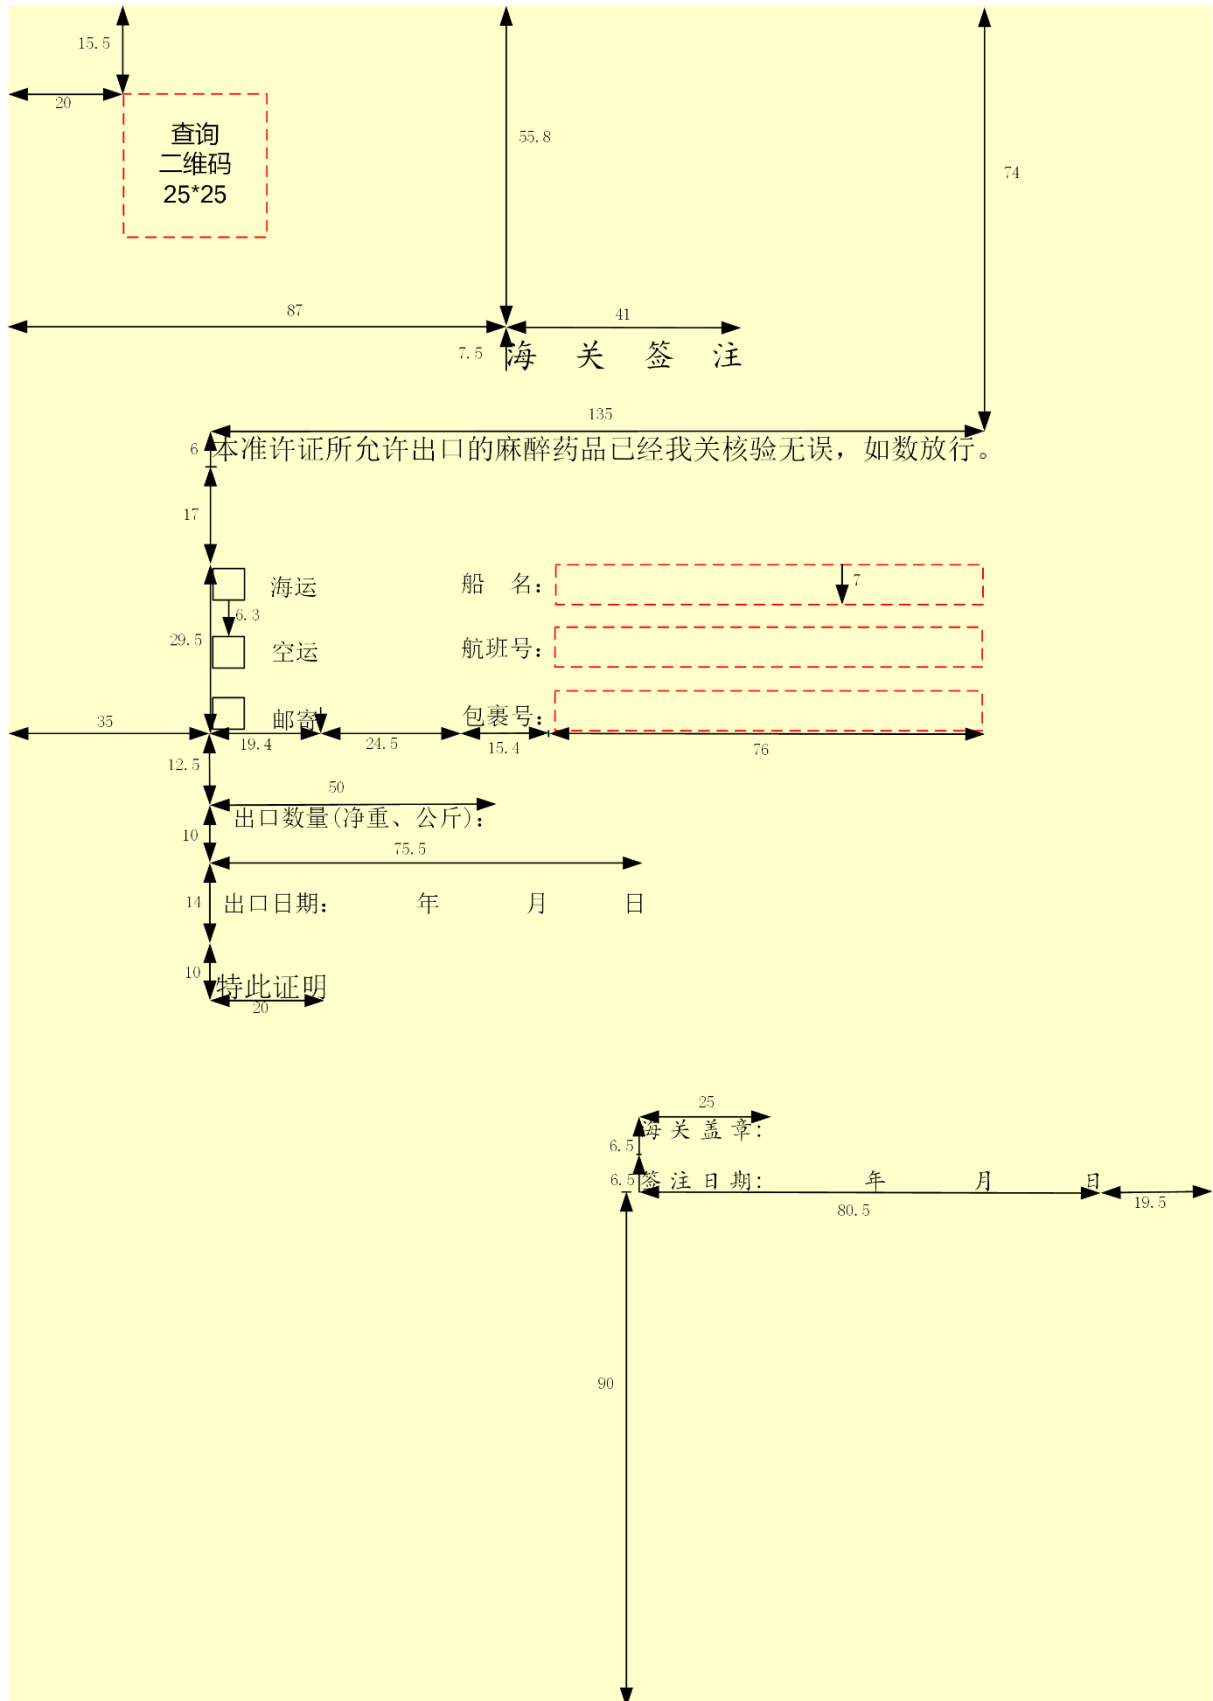 15.5
20
查询
二维码
25*25
55.8
74
87
41
7.5
海 关 签 注
135
6
本准许证所允许出口的麻醉药品已经我关核验无误，如数放行。
17
海运 船 名： 7
6.3
29.5
空运 航班号：
邮寄 包裹号：
35
19.4
24.5
15.4
76
12.5
50
出口数量(净重、公斤)：
10
75.5
14
出口日期： 年 月 日
10
特此证明
20
25
海关盖章：
6.5
6.5
签注日期： 年 月 日
80.5
19.5
90